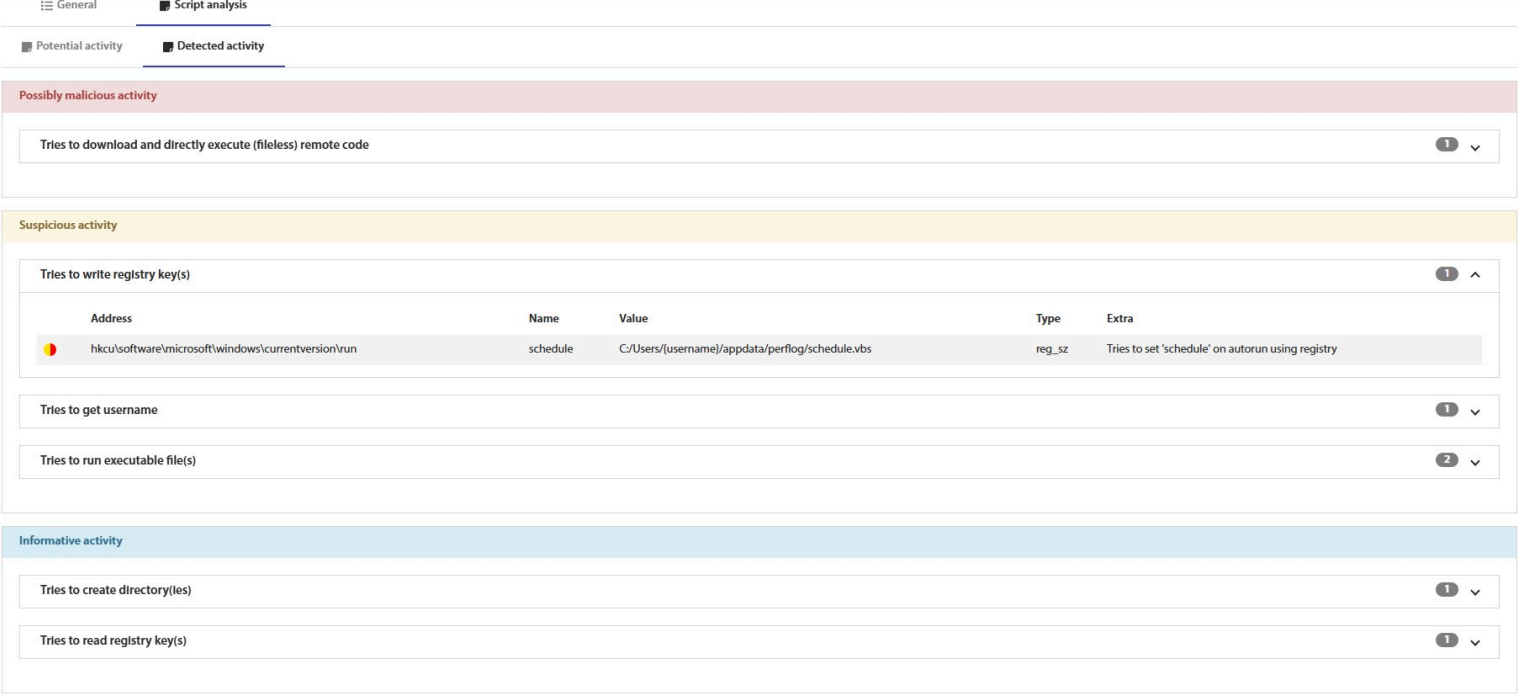 General Script analysis
Potential activity Detected activity
Possibly malicious activity
Tries to download and directly execute (fileless) remote code 1
Suspicious activity
Tries to write registry key(s) 1
Address Name Value Type Extra
hkcu\software\microsoft\windows\currentversion\run schedule C:/Users/{username}/appdata/perflog/schedule.vbs reg_sz Tries to set 'schedule' on autorun using registry
Tries to get username 1
Tries to run executable file(s) 2
Informative activity
Tries to create directory(ies) 1
Tries to read registry key(s) 1